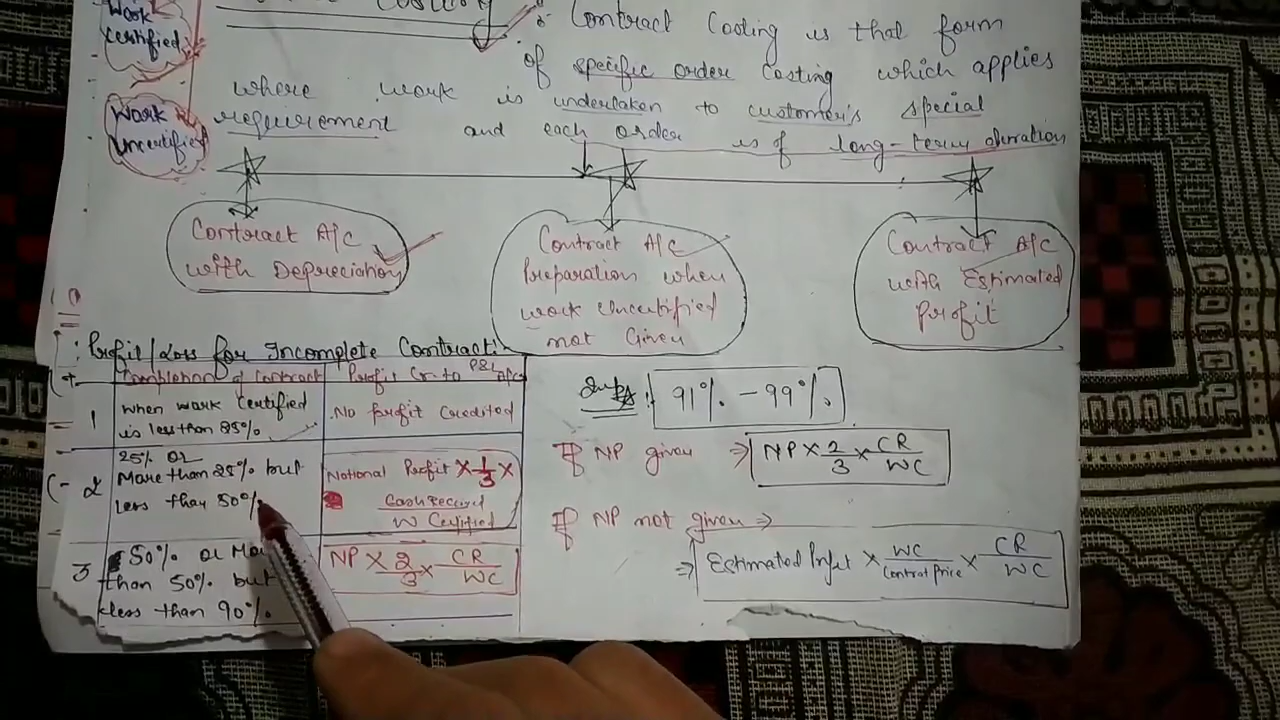 Work
Certified
Costing
Contract Costing is that form
of specific order costing which applies
where work is undertaken to customer's special
requirement and each order is of long-term duration
Work
Uncertified
Contract A/C
with Depreciation
Contract A/C
Preparation when
work Uncertified
not Given
Contract A/C
with Estimated
Profit
Profit/Loss for Incomplete Contract:
Completion of Contract
Profit Cr. to P&L A/C
1
when work certified
is less than 25%
No profit credited
2
25% or
More than 25% but
less than 50%
Notional Profit × 1/3 ×
Cash received
W Certified
3
50% or Mo
than 50% but
less than 90%
NP × 2/3 × CR/WC
91% - 99%
If NP given ⇒ NP × 2/3 × CR/WC
If NP not given ⇒
⇒ Estimated Profit × WC/Contract Price × CR/WC